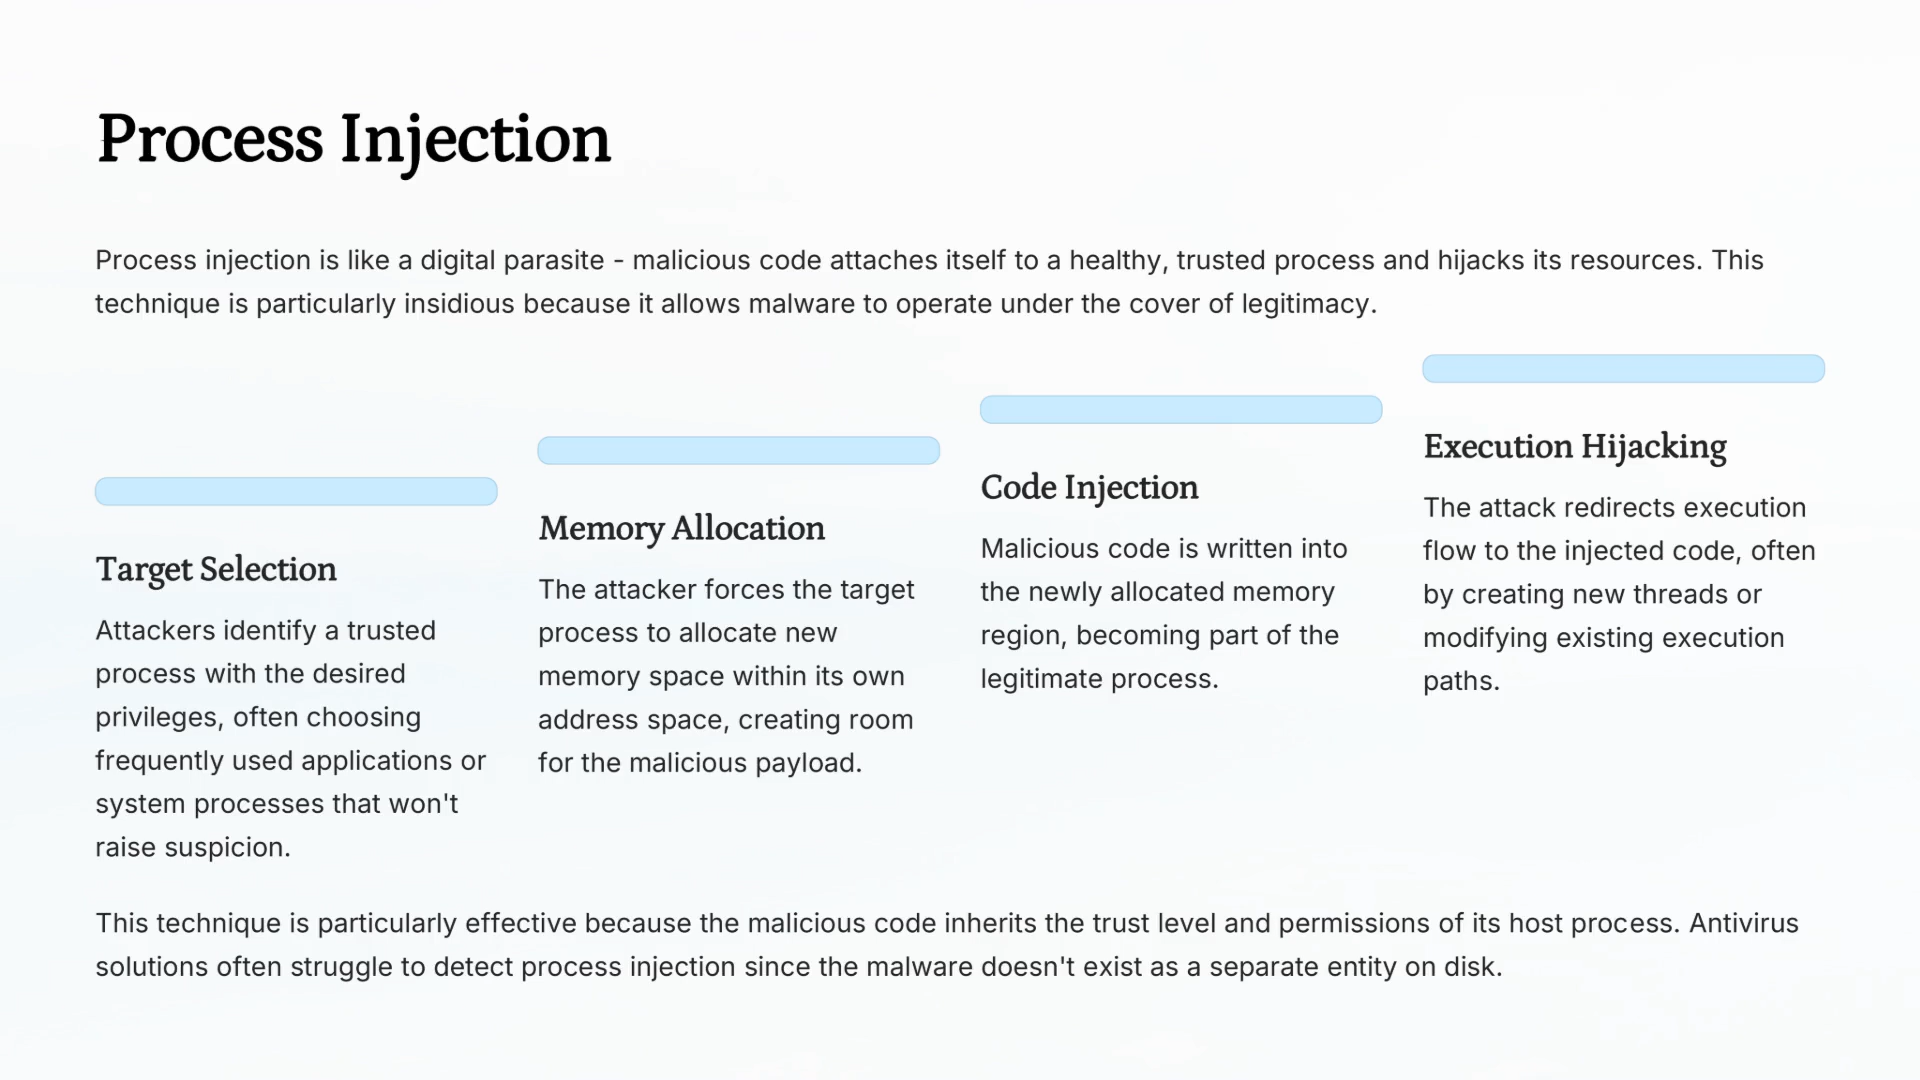 Process Injection
Process injection is like a digital parasite - malicious code attaches itself to a healthy, trusted process and hijacks its resources. This
technique is particularly insidious because it allows malware to operate under the cover of legitimacy.
Target Selection
Attackers identify a trusted
process with the desired
privileges, often choosing
frequently used applications or
system processes that won't
raise suspicion.
Memory Allocation
The attacker forces the target
process to allocate new
memory space within its own
address space, creating room
for the malicious payload.
Code Injection
Malicious code is written into
the newly allocated memory
region, becoming part of the
legitimate process.
Execution Hijacking
The attack redirects execution
flow to the injected code, often
by creating new threads or
modifying existing execution
paths.
This technique is particularly effective because the malicious code inherits the trust level and permissions of its host process. Antivirus
solutions often struggle to detect process injection since the malware doesn't exist as a separate entity on disk.